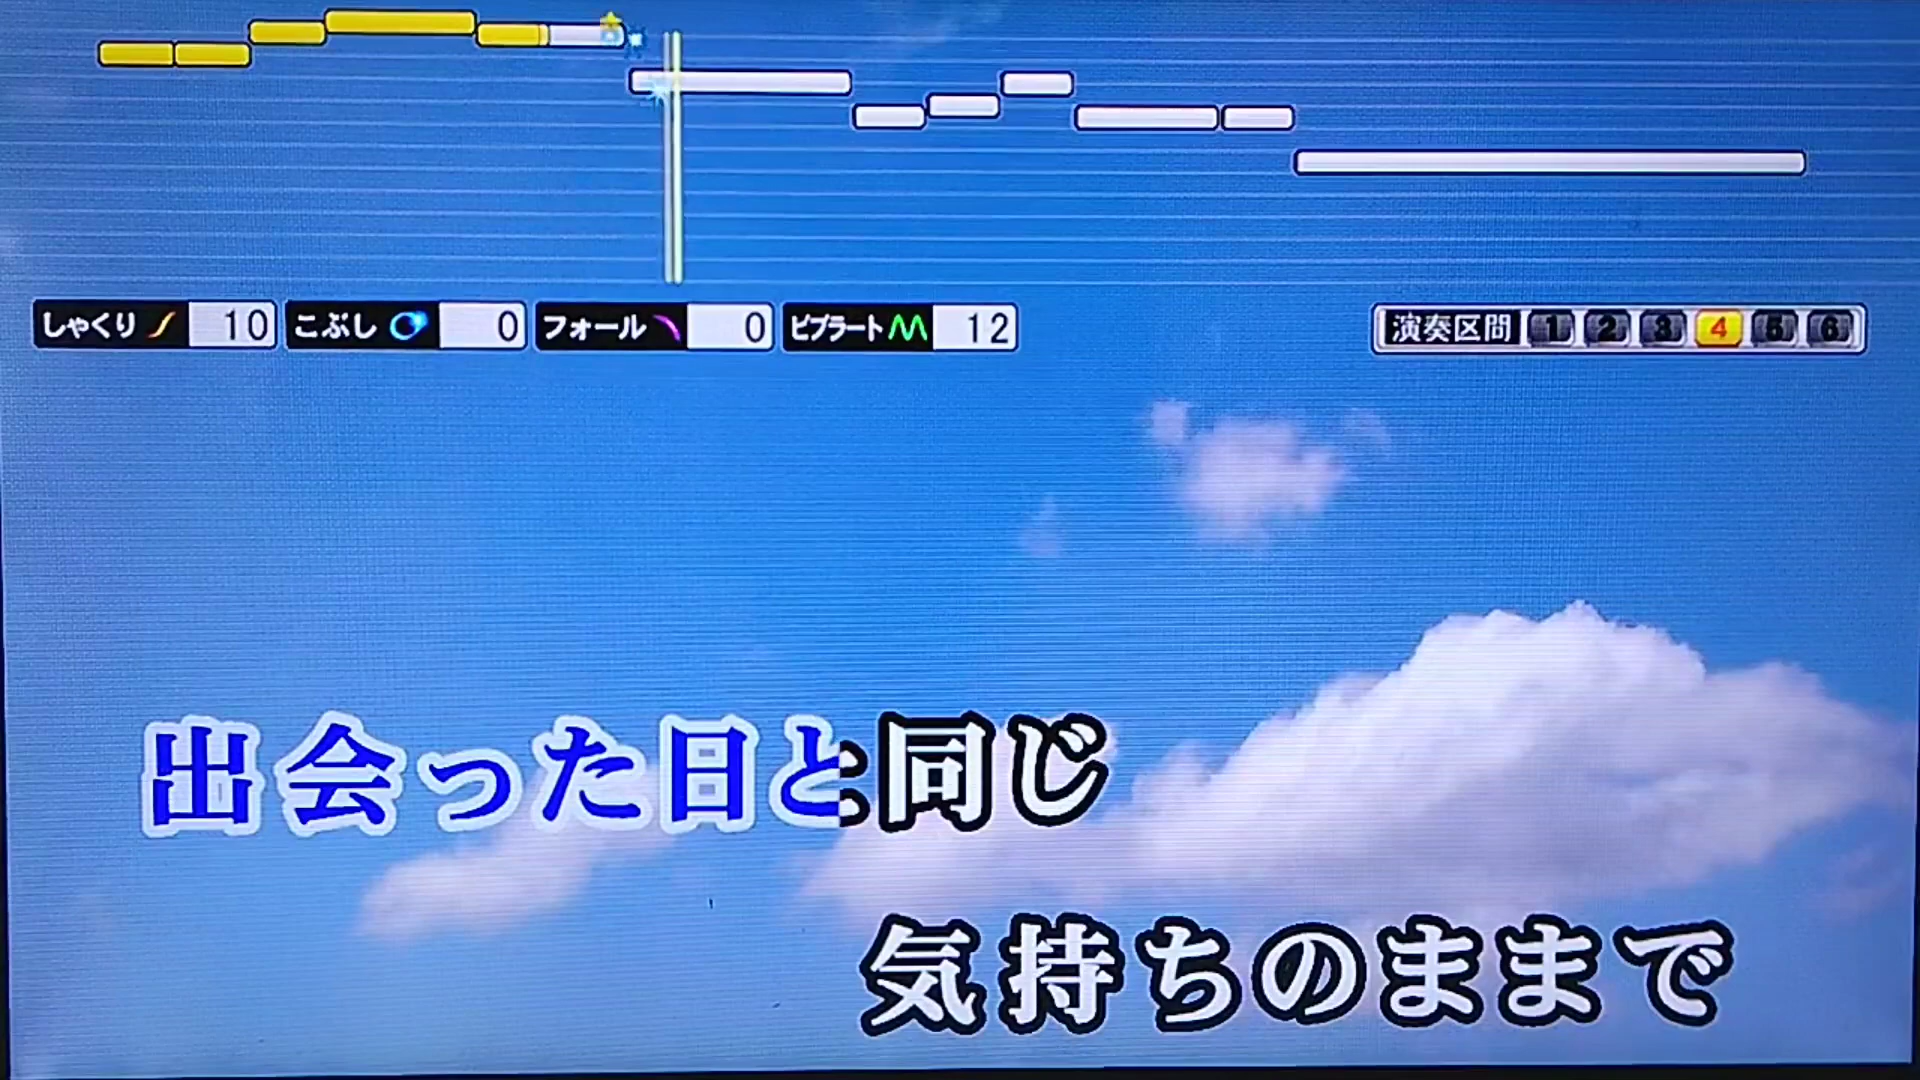 しゃくり 10 こぶし 0 フォール 0 ビブラート 12 演奏区間 1 2 3 4 5 6
出会った日と同じ
気持ちのままで